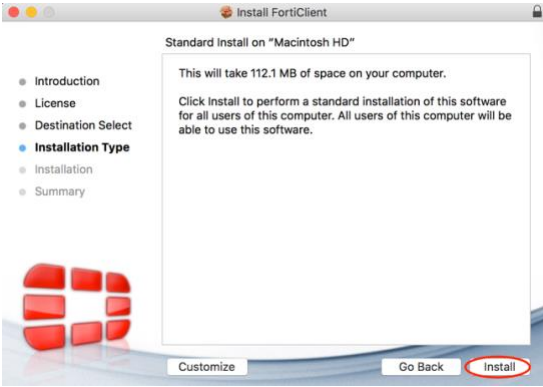 Install FortiClient
Standard Install on "Macintosh HD"
Introduction
License
Destination Select
Installation Type
Installation
Summary
This will take 112.1 MB of space on your computer.
Click Install to perform a standard installation of this software
for all users of this computer. All users of this computer will be
able to use this software.
Customize
Go Back
Install